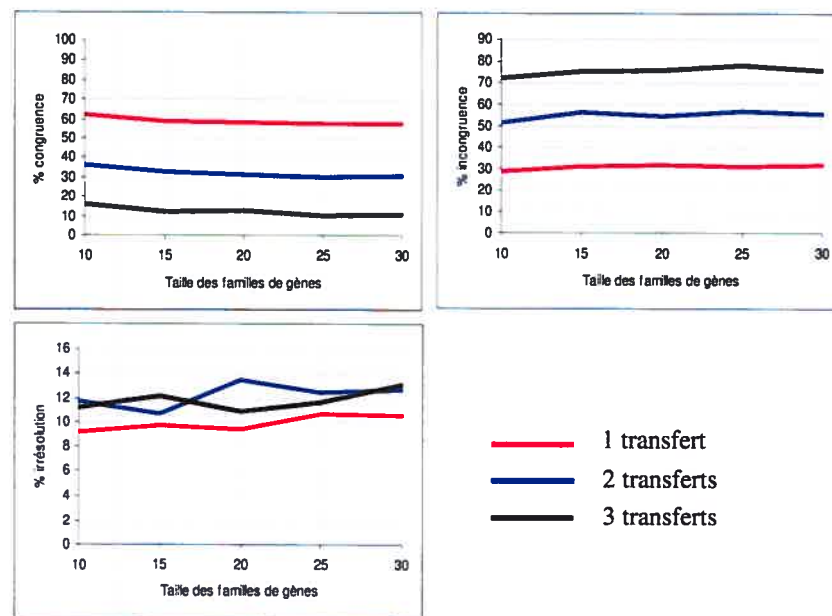 % congruence
100
90
80
70
60
50
40
30
20
10
0
10 15 20 25 30
Taille des familles de gènes
% incongruence
90
80
70
60
50
40
30
20
10
0
10 15 20 25 30
Taille des familles de gènes
% irrésolution
16
14
12
10
8
6
4
2
0
10 15 20 25 30
Taille des familles de gènes
1 transfert
2 transferts
3 transferts